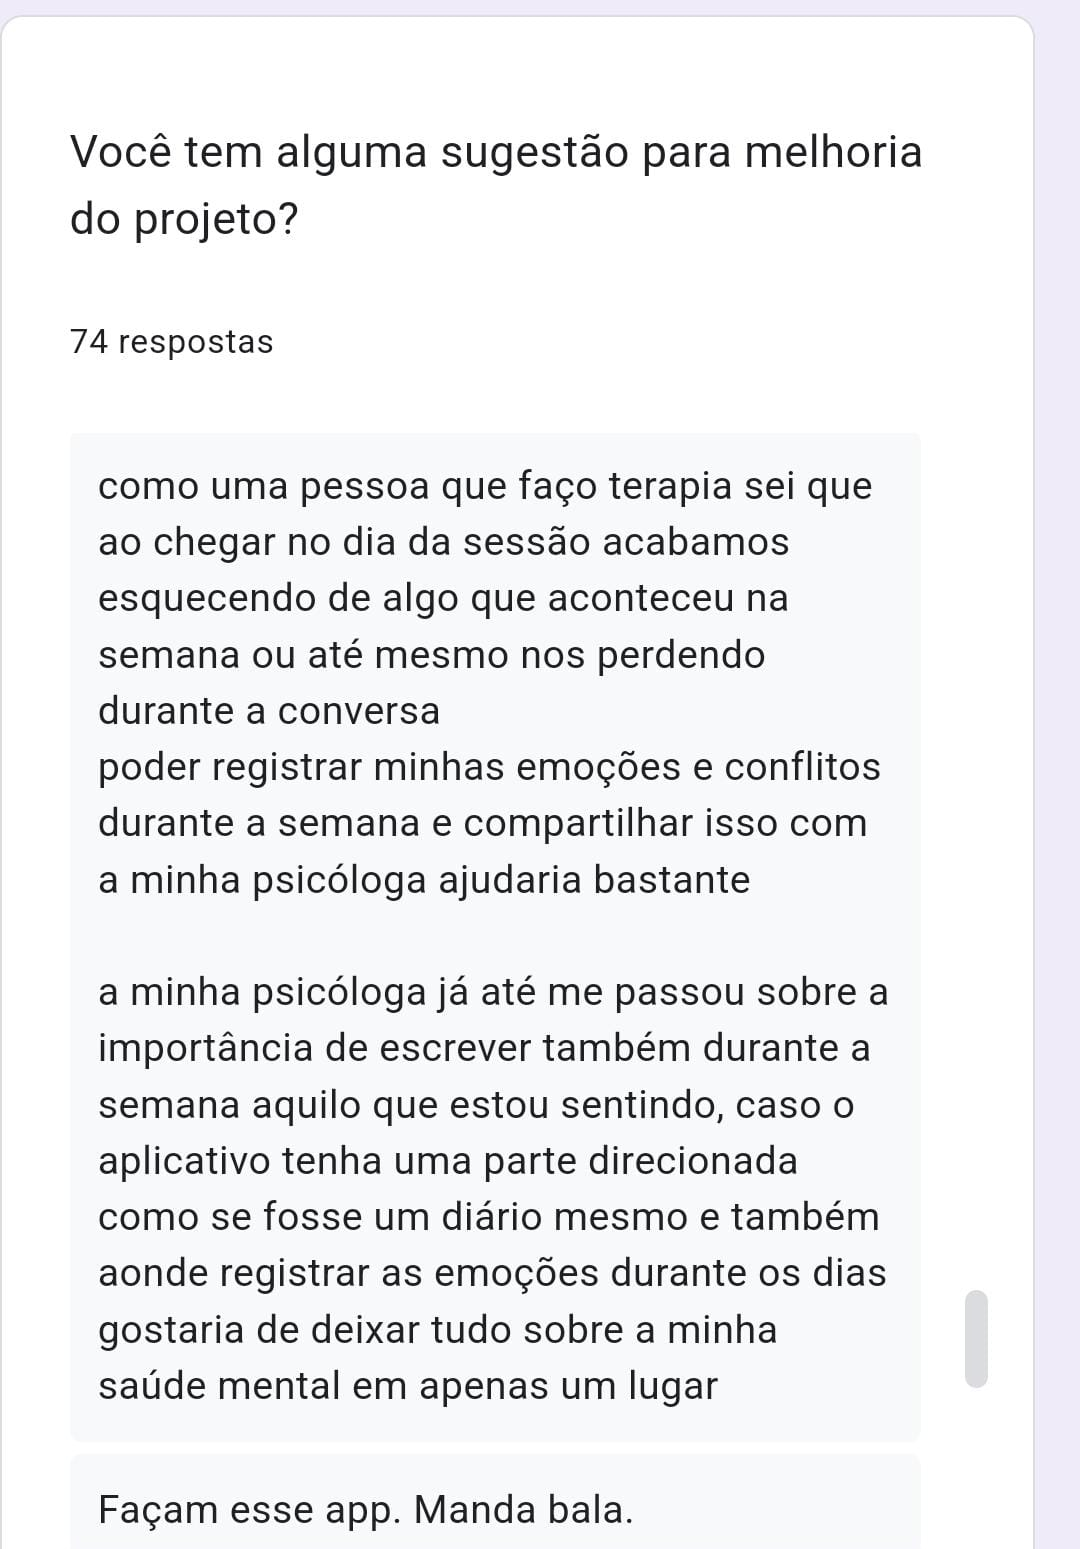 Você tem alguma sugestão para melhoria
do projeto?
74 respostas
como uma pessoa que faço terapia sei que
ao chegar no dia da sessão acabamos
esquecendo de algo que aconteceu na
semana ou até mesmo nos perdendo
durante a conversa
poder registrar minhas emoções e conflitos
durante a semana e compartilhar isso com
a minha psicóloga ajudaria bastante
a minha psicóloga já até me passou sobre a
importância de escrever também durante a
semana aquilo que estou sentindo, caso o
aplicativo tenha uma parte direcionada
como se fosse um diário mesmo e também
aonde registrar as emoções durante os dias
gostaria de deixar tudo sobre a minha
saúde mental em apenas um lugar
Façam esse app. Manda bala.